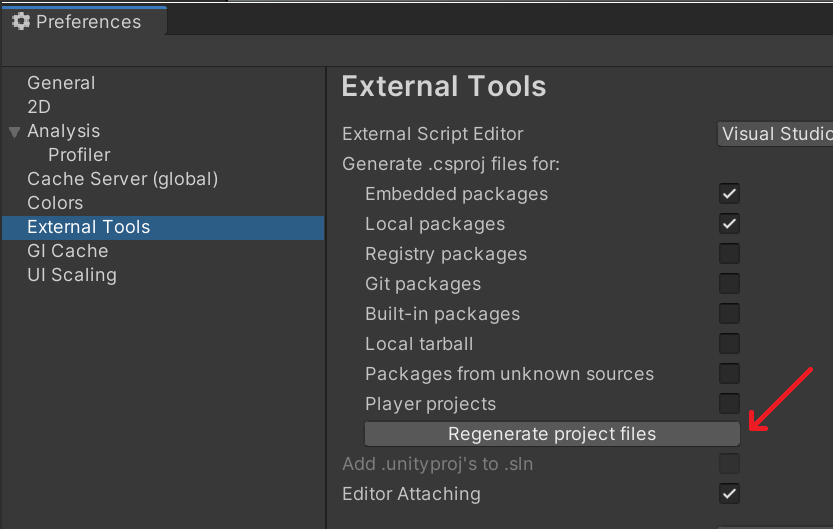 Preferences
General
2D
Analysis
Profiler
Cache Server (global)
Colors
External Tools
GI Cache
UI Scaling
External Tools
External Script Editor
Visual Studio
Generate .csproj files for:
Embedded packages
Local packages
Registry packages
Git packages
Built-in packages
Local tarball
Packages from unknown sources
Player projects
Regenerate project files
Add .unityproj's to .sln
Editor Attaching